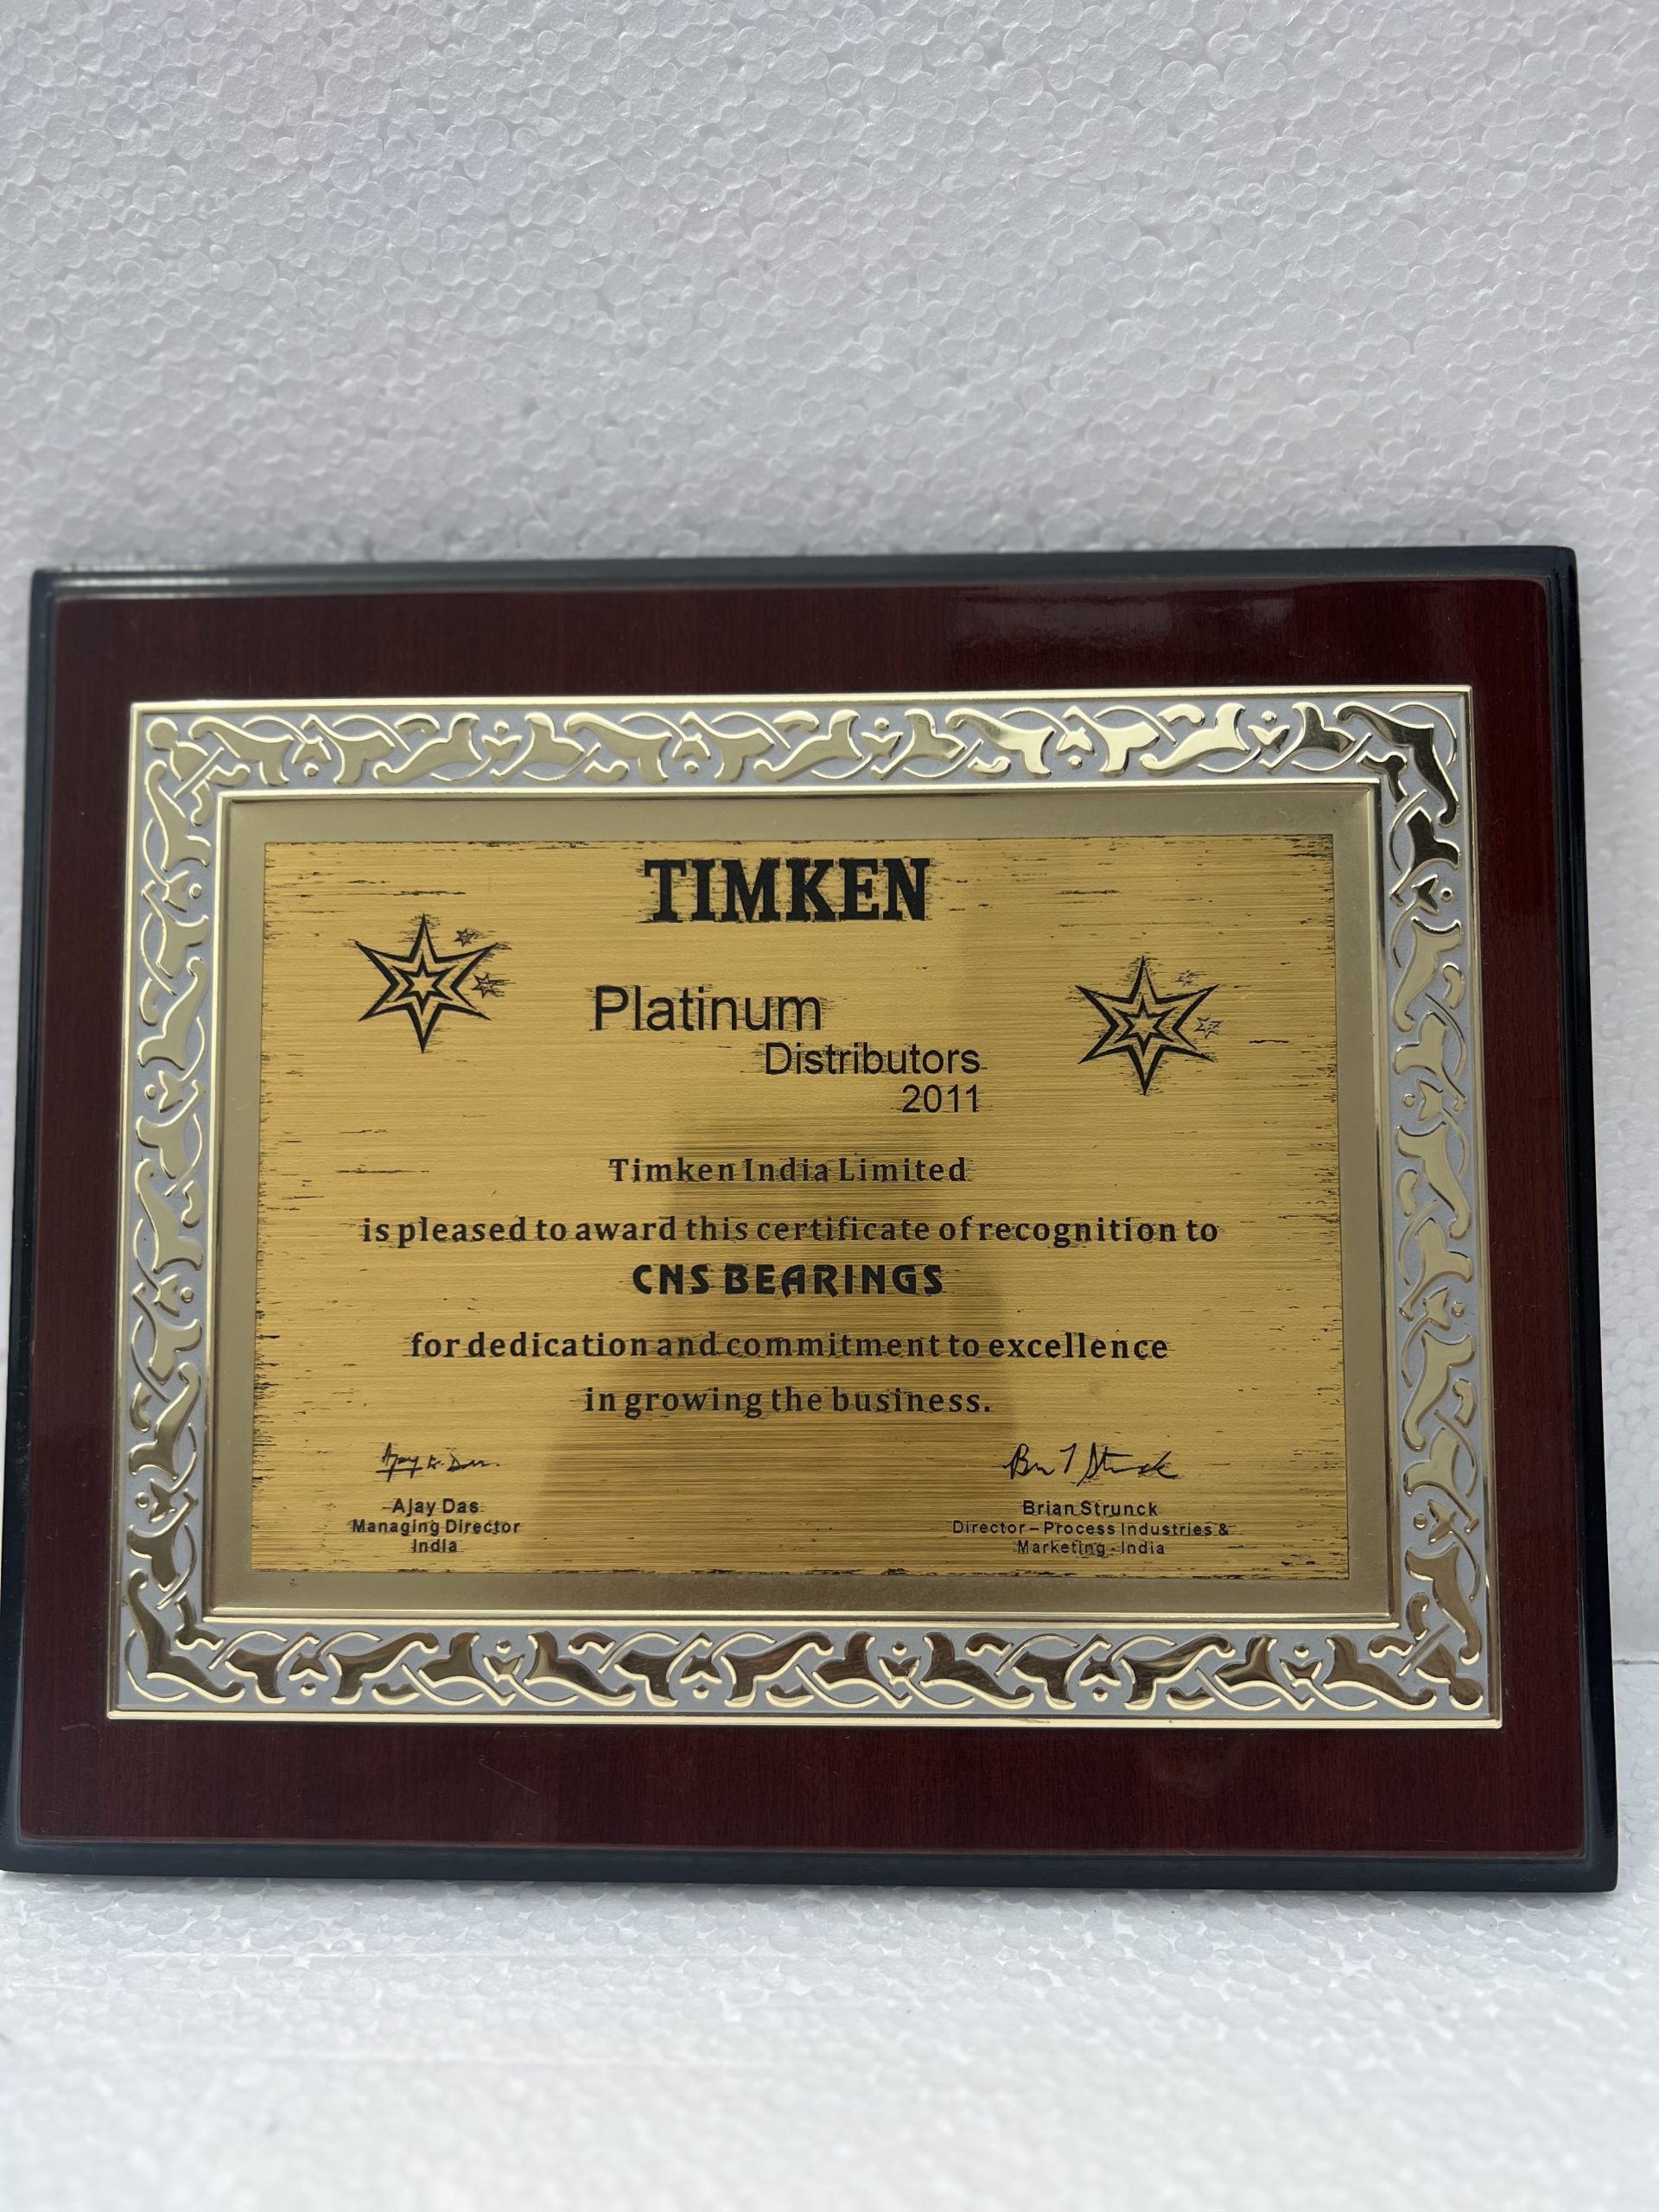 TIMKEN
Platinum
Distributors
2011
Timken India Limited
is pleased to award this certificate of recognition to
CNS BEARINGS
for dedication and commitment to excellence
in growing the business.
Ajay Das
Managing Director
India
Brian Strunck
Director – Process Industries &
Marketing - India